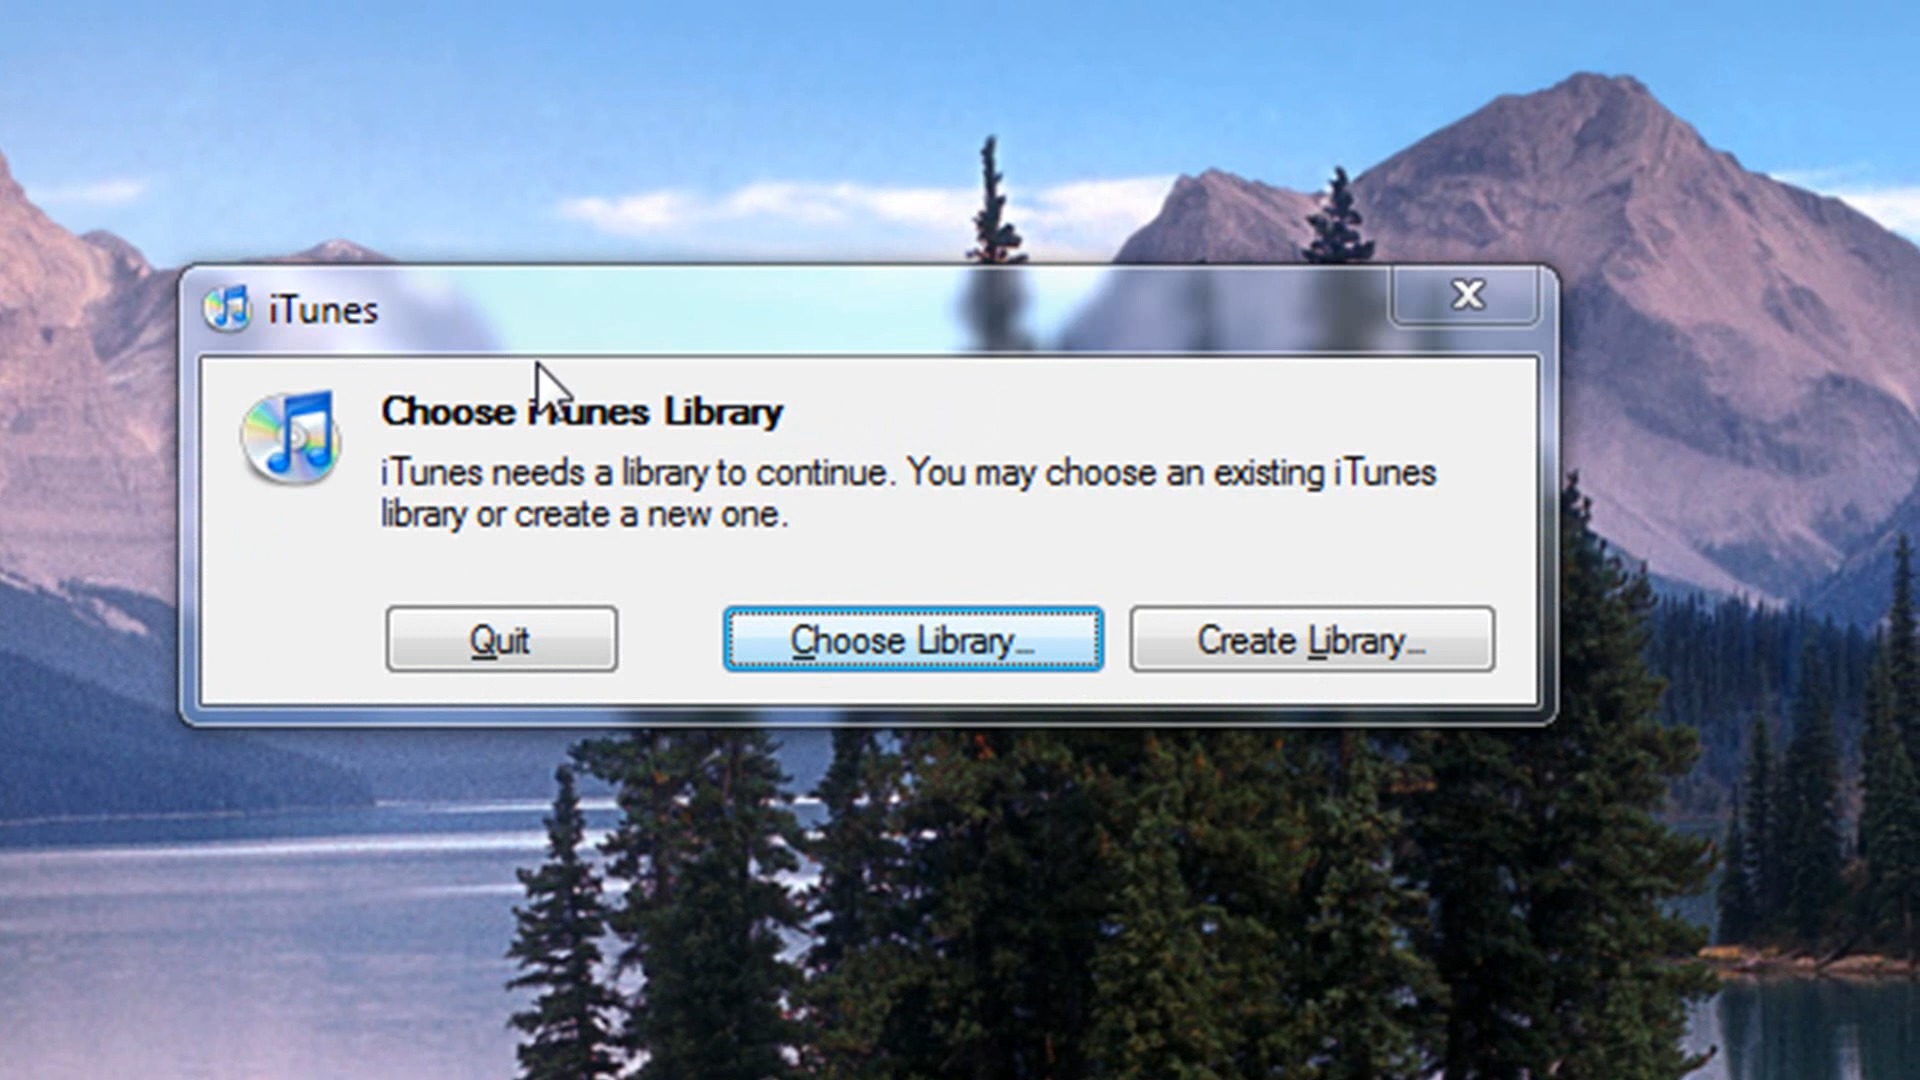 iTunes
Choose iTunes Library
iTunes needs a library to continue. You may choose an existing iTunes
library or create a new one.
Quit
Choose Library...
Create Library...